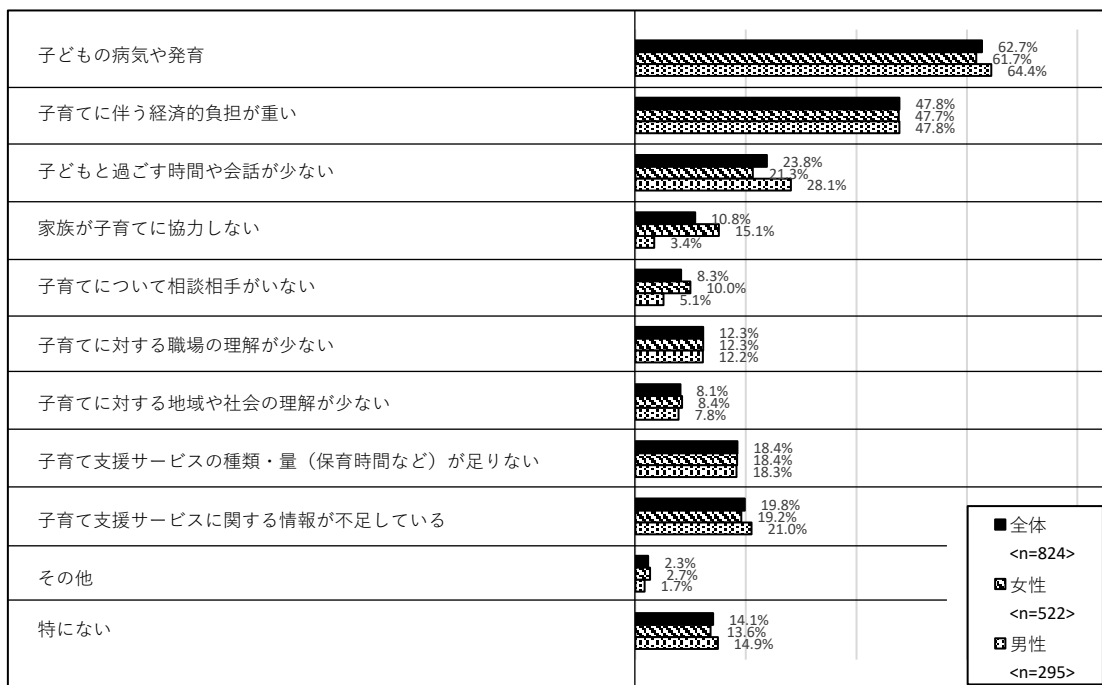 子どもの病気や発育
62.7%
61.7%
64.4%
子育てに伴う経済的負担が重い
47.8%
47.7%
47.8%
子どもと過ごす時間や会話が少ない
23.8%
21.3%
28.1%
家族が子育てに協力しない
10.8%
15.1%
3.4%
子育てについて相談相手がいない
8.3%
10.0%
5.1%
子育てに対する職場の理解が少ない
12.3%
12.3%
12.2%
子育てに対する地域や社会の理解が少ない
8.1%
8.4%
7.8%
子育て支援サービスの種類・量（保育時間など）が足りない
18.4%
18.4%
18.3%
子育て支援サービスに関する情報が不足している
19.8%
19.2%
21.0%
その他
2.3%
2.7%
1.7%
特にない
14.1%
13.6%
14.9%
全体
<n=824>
女性
<n=522>
男性
<n=295>